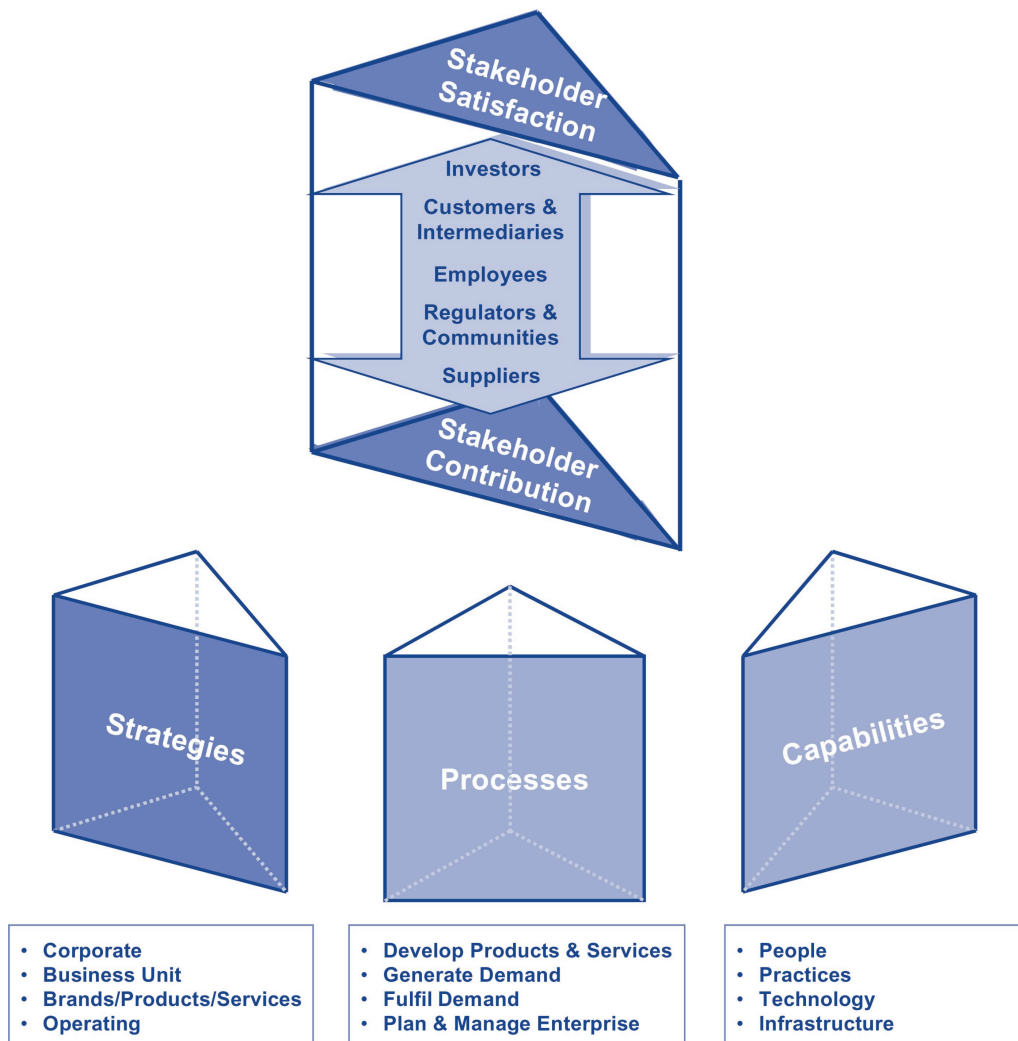 Stakeholder
Satisfaction
Investors
Customers &
Intermediaries
Employees
Regulators &
Communities
Suppliers
Stakeholder
Contribution
Strategies
Processes
Capabilities
• Corporate
• Business Unit
• Brands/Products/Services
• Operating
• Develop Products & Services
• Generate Demand
• Fulfil Demand
• Plan & Manage Enterprise
• People
• Practices
• Technology
• Infrastructure